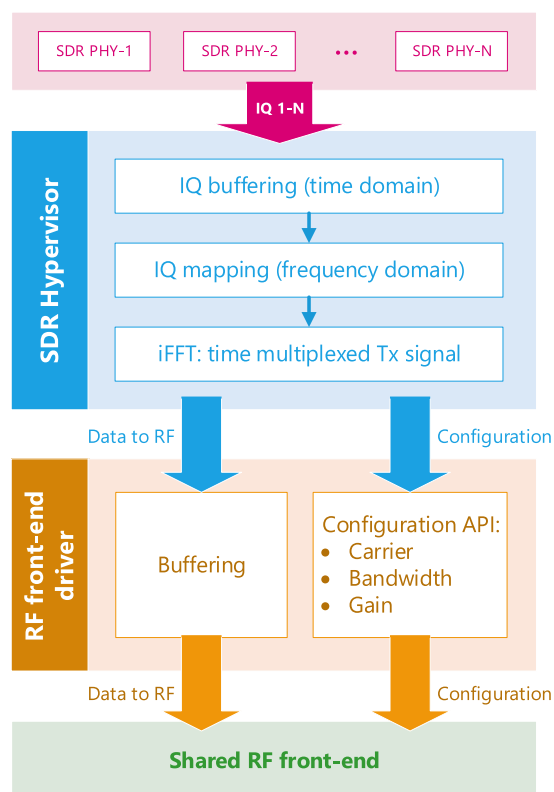 SDR PHY-1
SDR PHY-2
...
SDR PHY-N
IQ 1-N
SDR Hypervisor
IQ buffering (time domain)
IQ mapping (frequency domain)
iFFT: time multiplexed Tx signal
Data to RF
Configuration
RF front-end
driver
Buffering
Configuration API:
• Carrier
• Bandwidth
• Gain
Data to RF
Configuration
Shared RF front-end